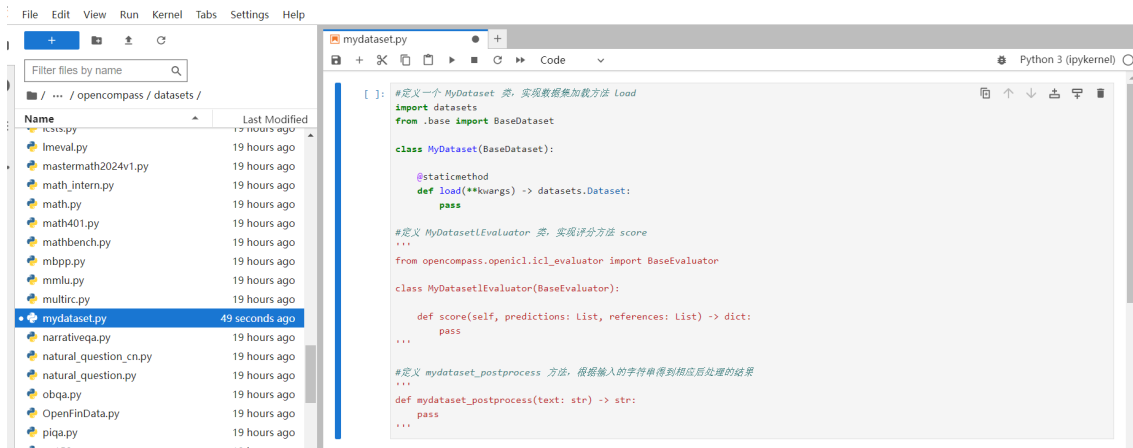 File Edit View Run Kernel Tabs Settings Help
+
Filter files by name
/ ... / opencompass / datasets /
Name Last Modified
lcsts.py 19 hours ago
lmeval.py 19 hours ago
mastermath2024v1.py 19 hours ago
math_intern.py 19 hours ago
math.py 19 hours ago
math401.py 19 hours ago
mathbench.py 19 hours ago
mbpp.py 19 hours ago
mmlu.py 19 hours ago
multirc.py 19 hours ago
mydataset.py 49 seconds ago
narrativeqa.py 19 hours ago
natural_question_cn.py 19 hours ago
natural_question.py 19 hours ago
obqa.py 19 hours ago
OpenFinData.py 19 hours ago
piqa.py 19 hours ago
mydataset.py
Code
Python 3 (ipykernel)
[ ]:
#定义一个 MyDataset 类，实现数据集加载方法 Load
import datasets
from .base import BaseDataset
class MyDataset(BaseDataset):
@staticmethod
def load(**kwargs) -> datasets.Dataset:
pass
#定义 MyDatasetlEvaluator 类，实现评分方法 score
'''
from opencompass.openicl.icl_evaluator import BaseEvaluator
class MyDatasetlEvaluator(BaseEvaluator):
def score(self, predictions: List, references: List) -> dict:
pass
'''
#定义 mydataset_postprocess 方法，根据输入的字符串得到相应后处理的结果
'''
def mydataset_postprocess(text: str) -> str:
pass
'''